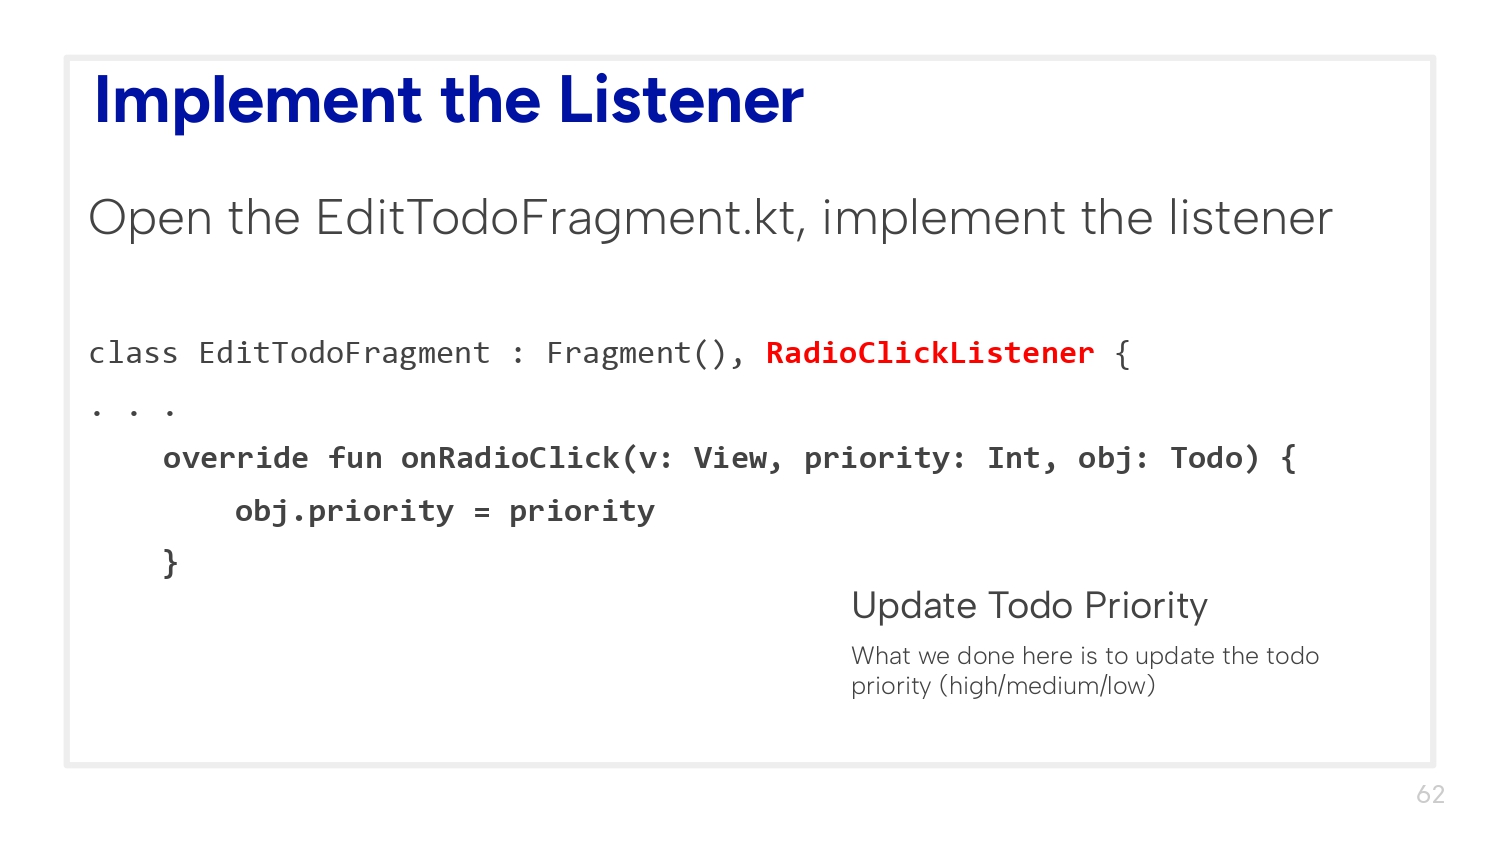 Implement the Listener
Open the EditTodoFragment.kt, implement the listener
class EditTodoFragment : Fragment(), RadioClickListener {
. . .
    override fun onRadioClick(v: View, priority: Int, obj: Todo) {
        obj.priority = priority
    }
Update Todo Priority
What we done here is to update the todo
priority (high/medium/low)
62